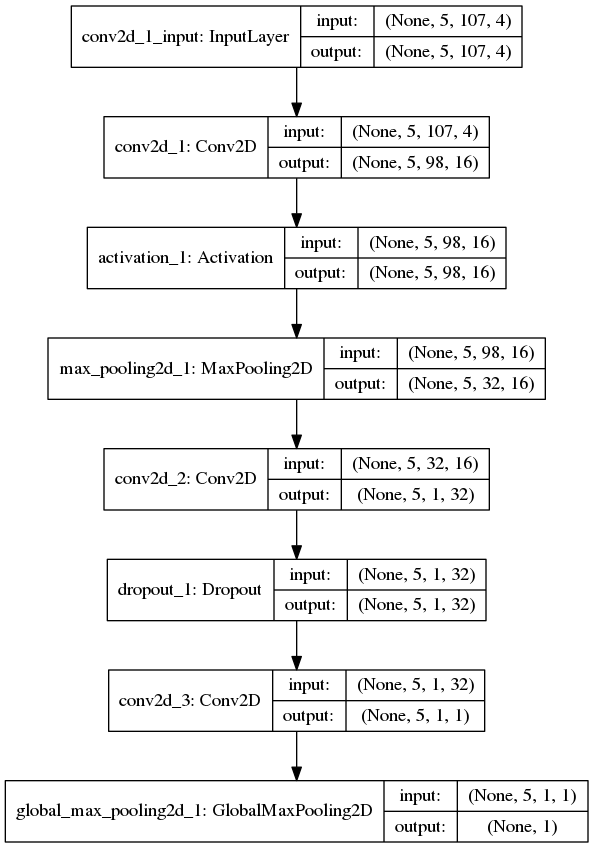 conv2d_1_input: InputLayer
input: (None, 5, 107, 4)
output: (None, 5, 107, 4)
conv2d_1: Conv2D
input: (None, 5, 107, 4)
output: (None, 5, 98, 16)
activation_1: Activation
input: (None, 5, 98, 16)
output: (None, 5, 98, 16)
max_pooling2d_1: MaxPooling2D
input: (None, 5, 98, 16)
output: (None, 5, 32, 16)
conv2d_2: Conv2D
input: (None, 5, 32, 16)
output: (None, 5, 1, 32)
dropout_1: Dropout
input: (None, 5, 1, 32)
output: (None, 5, 1, 32)
conv2d_3: Conv2D
input: (None, 5, 1, 32)
output: (None, 5, 1, 1)
global_max_pooling2d_1: GlobalMaxPooling2D
input: (None, 5, 1, 1)
output: (None, 1)